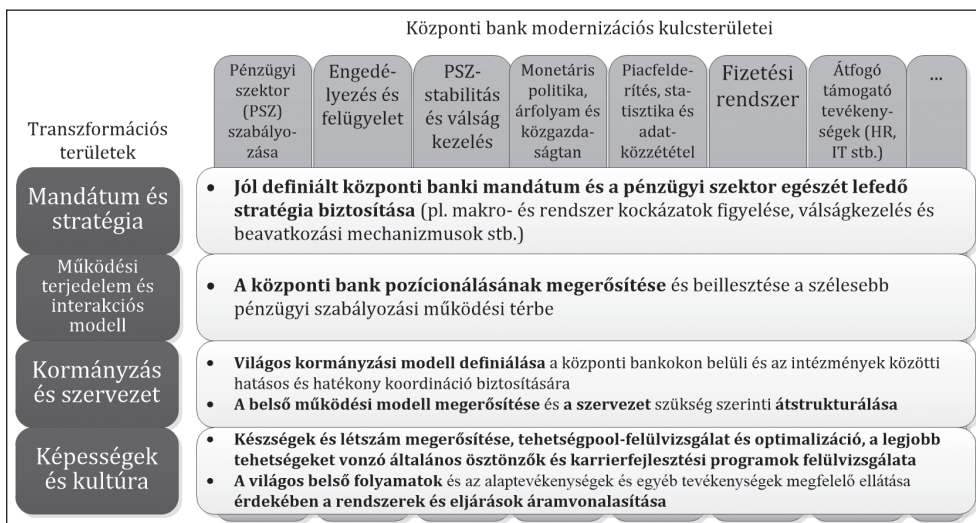 Központi bank modernizációs kulcsterületei
Transzformációs
területek
Pénzügyi
szektor
(PSZ)
szabályo-
zása
Engedé-
lyezés és
felügyelet
PSZ-
stabilitás
és válság
kezelés
Monetáris
politika,
árfolyam és
közgazda-
ságtan
Piacfelde-
rítés, sta-
tisztika és
adat-
közzététel
Fizetési
rendszer
Átfogó
támogató
tevékeny-
ségek (HR,
IT stb.)
...
Mandátum és
stratégia
• Jól definiált központi banki mandátum és a pénzügyi szektor egészét lefedő
stratégia biztosítása (pl. makro- és rendszer kockázatok figyelése, válságkezelés és
beavatkozási mechanizmusok stb.)
Működési
terjedelem és
interakciós
modell
• A központi bank pozícionálásának megerősítése és beillesztése a szélesebb
pénzügyi szabályozási működési térbe
Kormányzás
és szervezet
• Világos kormányzási modell definiálása a központi bankokon belüli és az intézmények közötti
hatásos és hatékony koordináció biztosítására
• A belső működési modell megerősítése és a szervezet szükség szerinti átstrukturálása
Képességek
és kultúra
• Készségek és létszám megerősítése, tehetségpool-felülvizsgálat és optimalizáció, a legjobb
tehetségeket vonzó általános ösztönzők és karrierfejlesztési programok felülvizsgálata
• A világos belső folyamatok és az alaptevékenységek és egyéb tevékenységek megfelelő ellátása
érdekében a rendszerek és eljárások áramvonalasítása